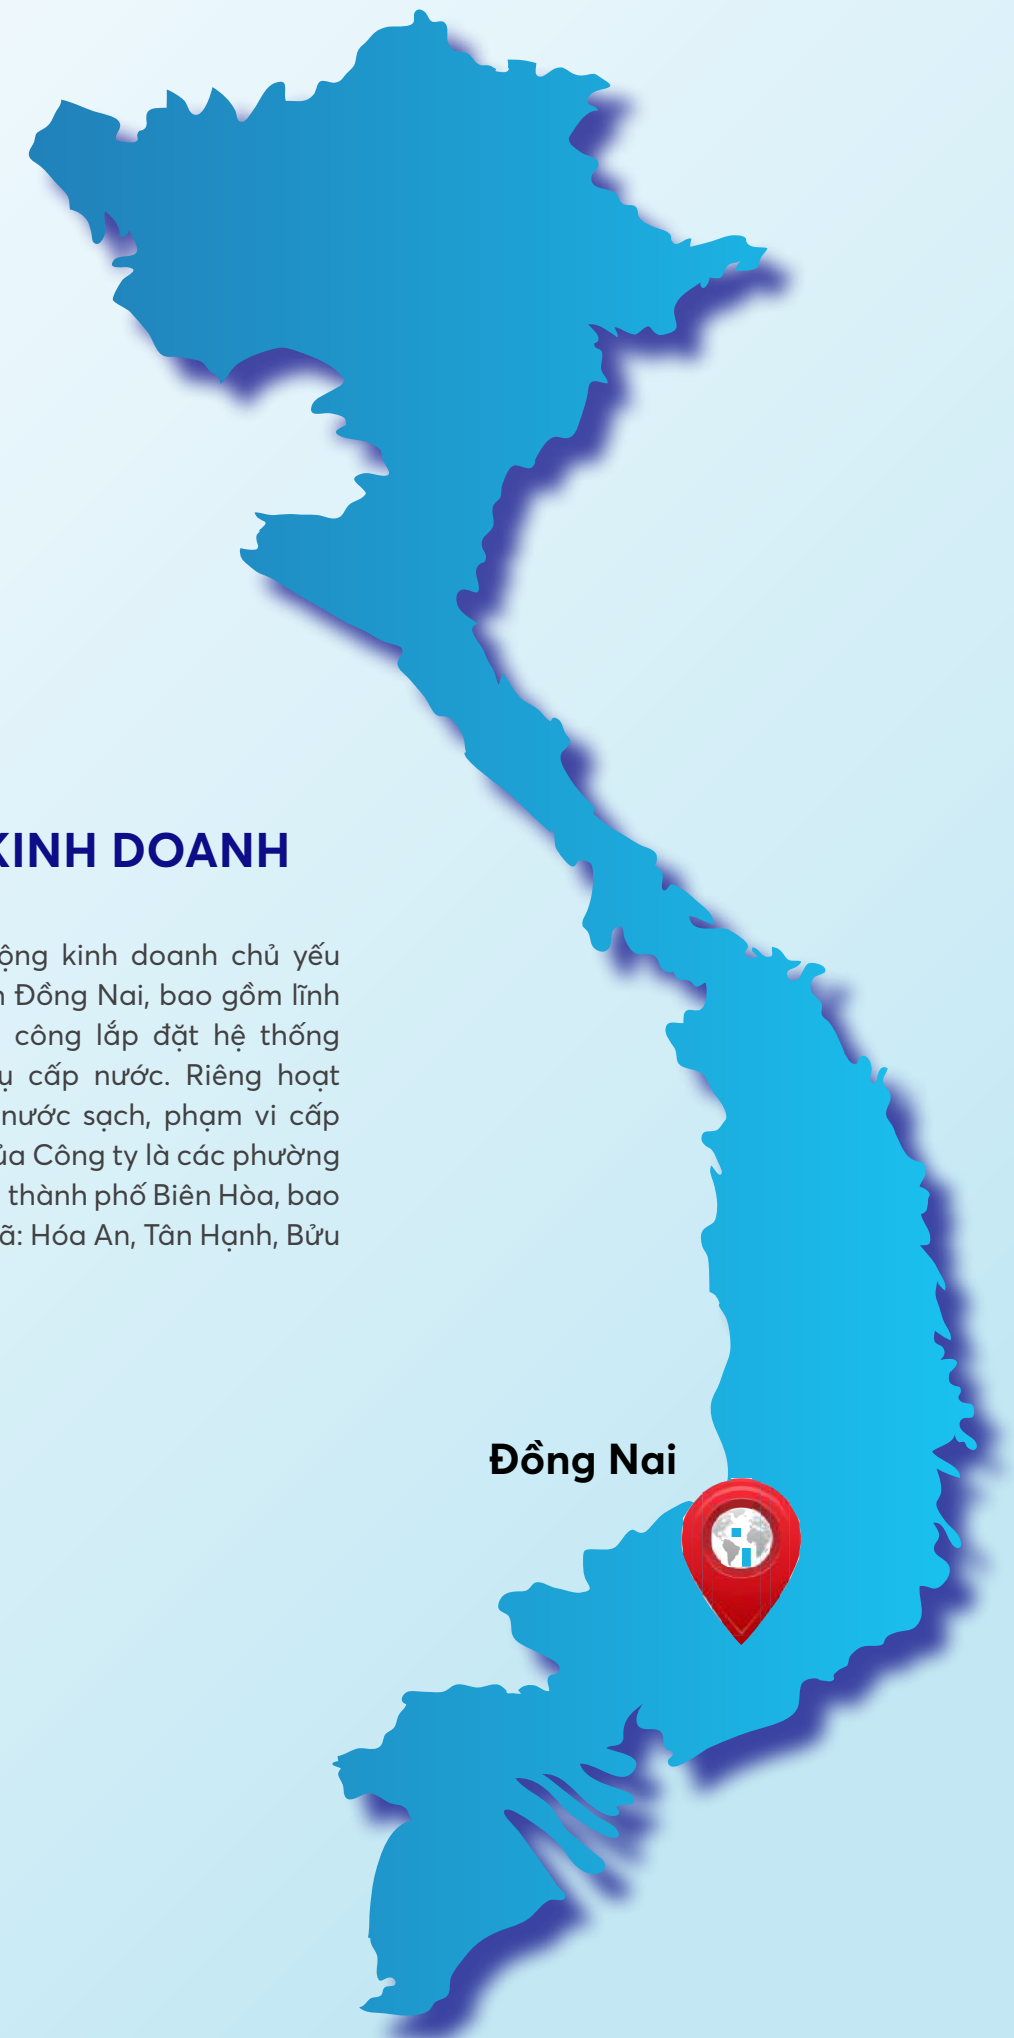 KINH DOANH
ộng kinh doanh chủ yếu
Đồng Nai, bao gồm lĩnh
công lắp đặt hệ thống
ụ cấp nước. Riêng hoạt
nước sạch, phạm vi cấp
ủa Công ty là các phường
thành phố Biên Hòa, bao
ã: Hóa An, Tân Hạnh, Bửu
Đồng Nai